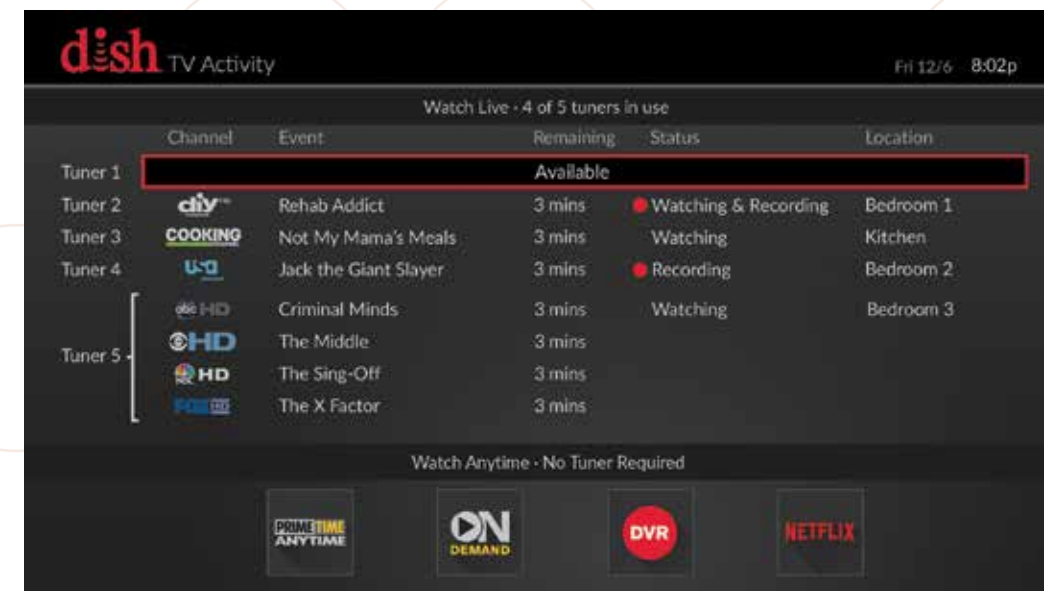 dish TV Activity Fri 12/6 8:02p
Watch Live · 4 of 5 tuners in use
Channel Event Remaining Status Location
Tuner 1 Available
Tuner 2 diy Rehab Addict 3 mins Watching & Recording Bedroom 1
Tuner 3 COOKING Not My Mama's Meals 3 mins Watching Kitchen
Tuner 4 usa Jack the Giant Slayer 3 mins Recording Bedroom 2
abc HD Criminal Minds 3 mins Watching Bedroom 3
HD The Middle 3 mins
Tuner 5
HD The Sing-Off 3 mins
FOX HD The X Factor 3 mins
Watch Anytime · No Tuner Required
PRIMETIME ANYTIME
ON DEMAND
DVR
NETFLIX